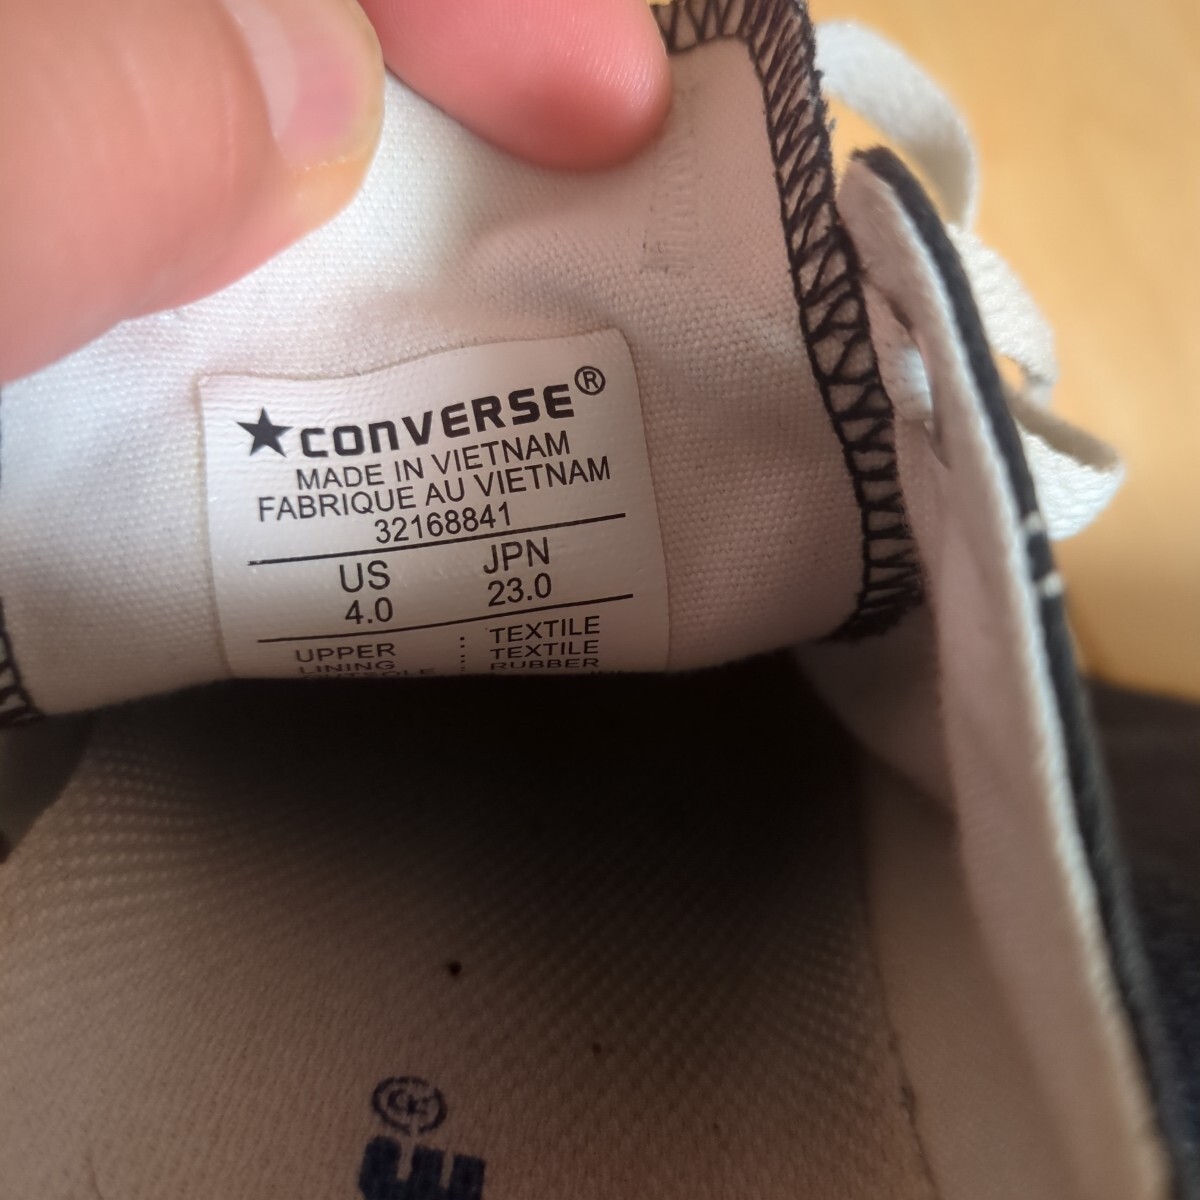 ★CONVERSE®
MADE IN VIETNAM
FABRIQUE AU VIETNAM
32168841
US JPN
4.0 23.0
UPPER : TEXTILE
LINING : TEXTILE
OUTSOLE : RUBBER
E